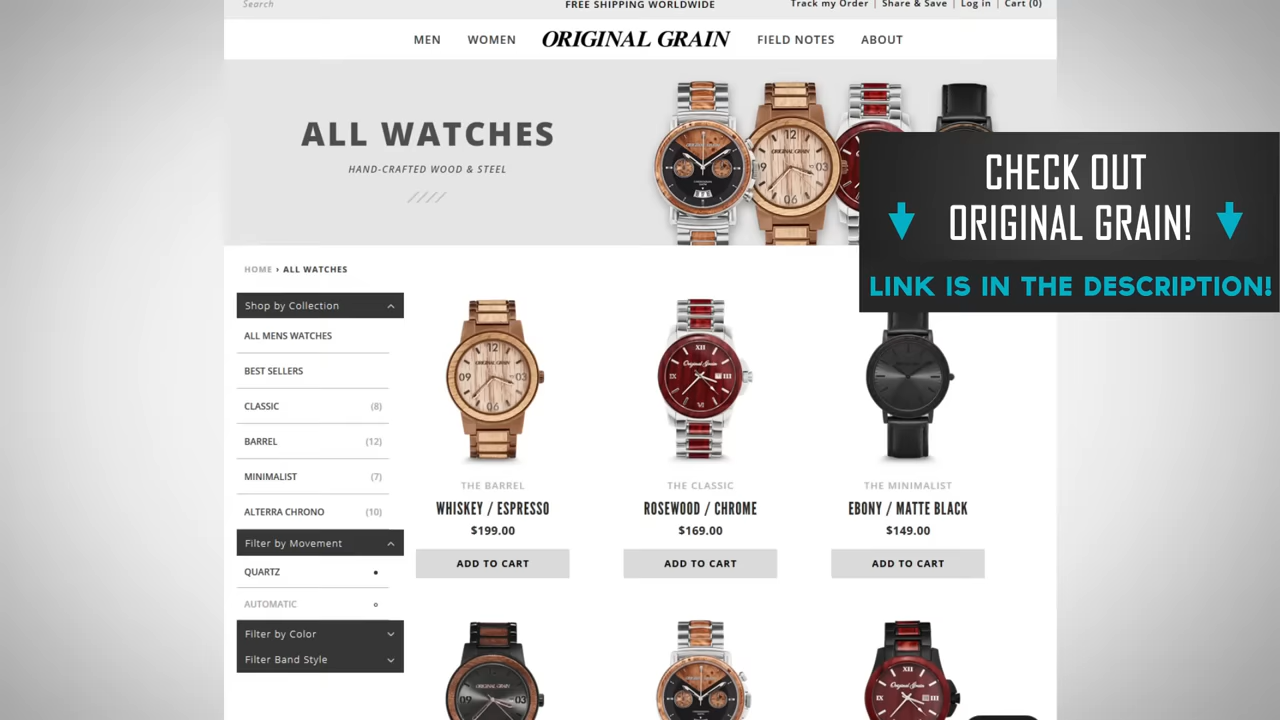 Search
FREE SHIPPING WORLDWIDE
Track my Order | Share & Save | Log in | Cart (0)
MEN WOMEN ORIGINAL GRAIN FIELD NOTES ABOUT
ALL WATCHES
HAND-CRAFTED WOOD & STEEL
CHECK OUT
ORIGINAL GRAIN!
LINK IS IN THE DESCRIPTION!
HOME › ALL WATCHES
Shop by Collection
ALL MENS WATCHES
BEST SELLERS
CLASSIC (8)
BARREL (12)
MINIMALIST (7)
ALTERRA CHRONO (10)
Filter by Movement
QUARTZ
AUTOMATIC
Filter by Color
Filter Band Style
THE BARREL
WHISKEY / ESPRESSO
$199.00
ADD TO CART
THE CLASSIC
ROSEWOOD / CHROME
$169.00
ADD TO CART
THE MINIMALIST
EBONY / MATTE BLACK
$149.00
ADD TO CART